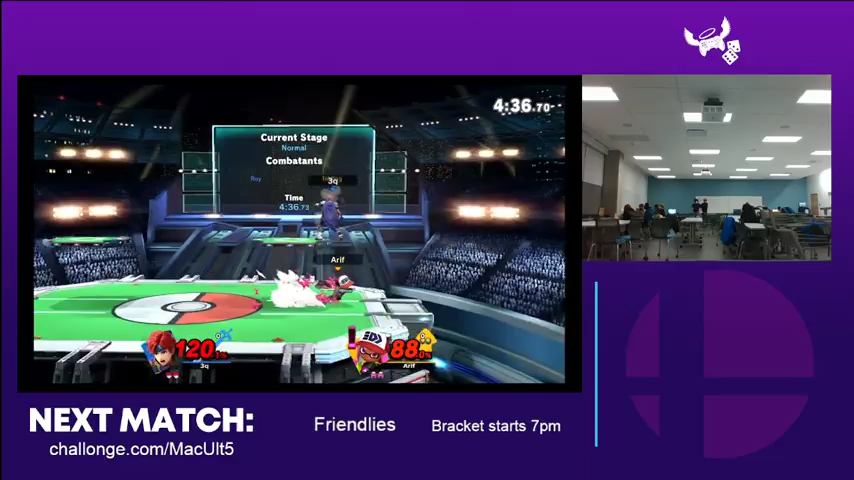 4:36.70
Current Stage
Normal
Combatants
Roy
3q
Time
4:36.73
Arif
120.1%
3q
88.0%
Arif
NEXT MATCH:
Friendlies
Bracket starts 7pm
challonge.com/MacUlt5